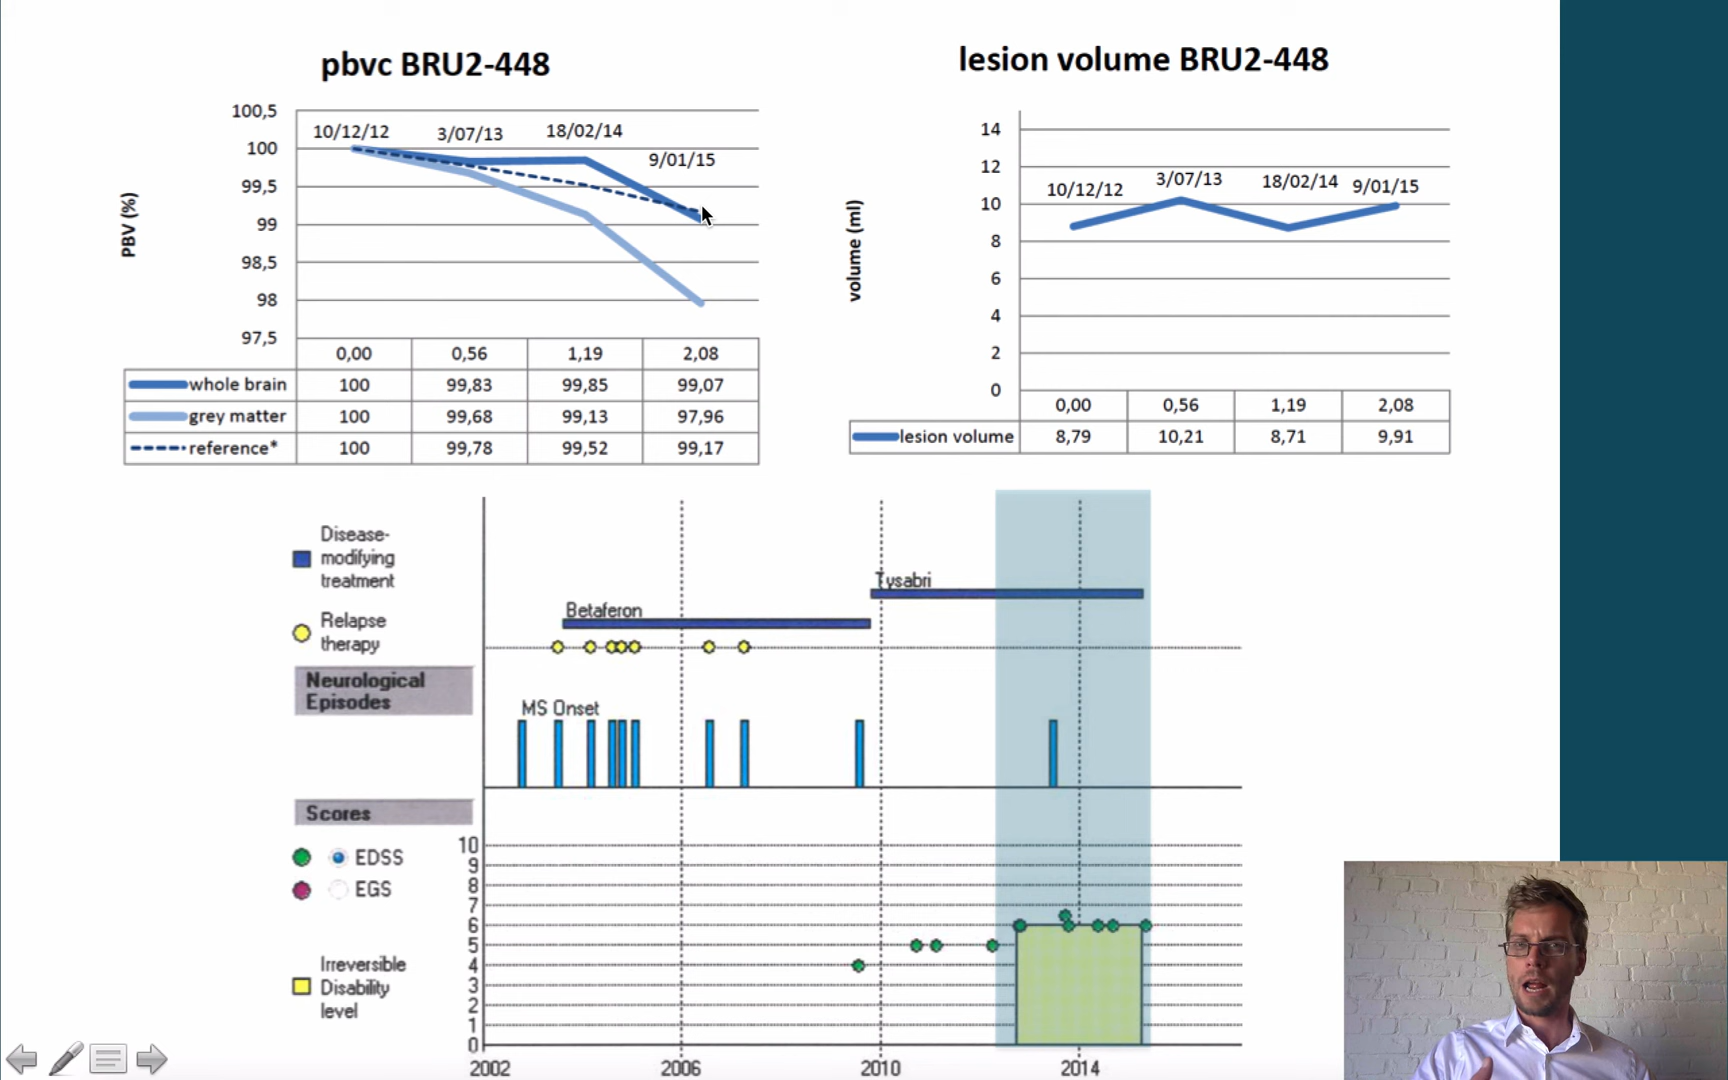 pbvc BRU2-448
100,5
100
99,5
99
98,5
98
97,5
PBV (%)
10/12/12
3/07/13
18/02/14
9/01/15
0,00 0,56 1,19 2,08
whole brain 100 99,83 99,85 99,07
grey matter 100 99,68 99,13 97,96
reference* 100 99,78 99,52 99,17
lesion volume BRU2-448
14
12
10
8
6
4
2
0
volume (ml)
10/12/12
3/07/13
18/02/14
9/01/15
0,00 0,56 1,19 2,08
lesion volume 8,79 10,21 8,71 9,91
Disease-
modifying
treatment
Tysabri
Betaferon
Relapse
therapy
Neurological
Episodes
MS Onset
Scores
EDSS
EGS
Irreversible
Disability
level
10
9
8
7
6
5
4
3
2
1
0
2002 2006 2010 2014